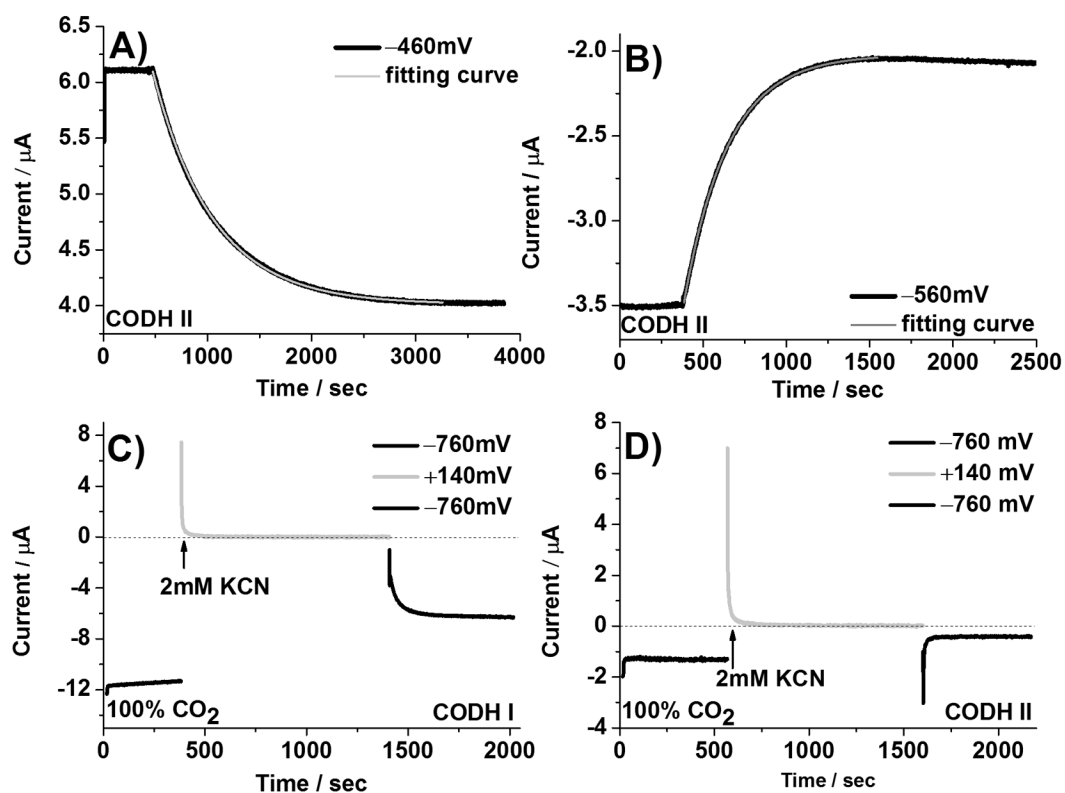 A)
−460mV
fitting curve
6.5
6.0
5.5
5.0
4.5
4.0
Current / µA
CODH II
0
1000
2000
3000
4000
Time / sec
B)
-2.0
-2.5
-3.0
-3.5
Current / µA
−560mV
fitting curve
CODH II
0
500
1000
1500
2000
2500
Time / sec
C)
−760mV
+140mV
−760mV
8
4
0
-4
-8
-12
Current / µA
2mM KCN
100% CO2
CODH I
0
500
1000
1500
2000
Time / sec
D)
−760 mV
+140 mV
−760 mV
8
6
4
2
0
-2
-4
Current / µA
2mM KCN
100% CO2
CODH II
0
500
1000
1500
2000
Time / sec